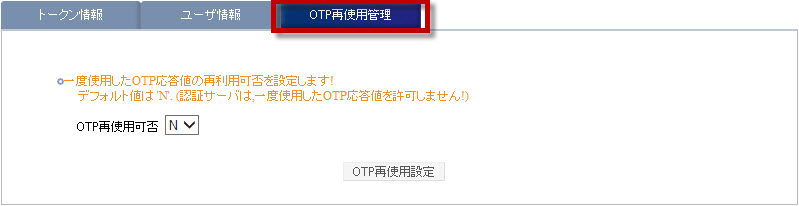 トークン情報 ユーザ情報 OTP再使用管理
一度使用したOTP応答値の再利用可否を設定します!
デフォルト値は 'N'. (認証サーバは,一度使用したOTP応答値を許可しません!)
OTP再使用可否 N
OTP再使用設定